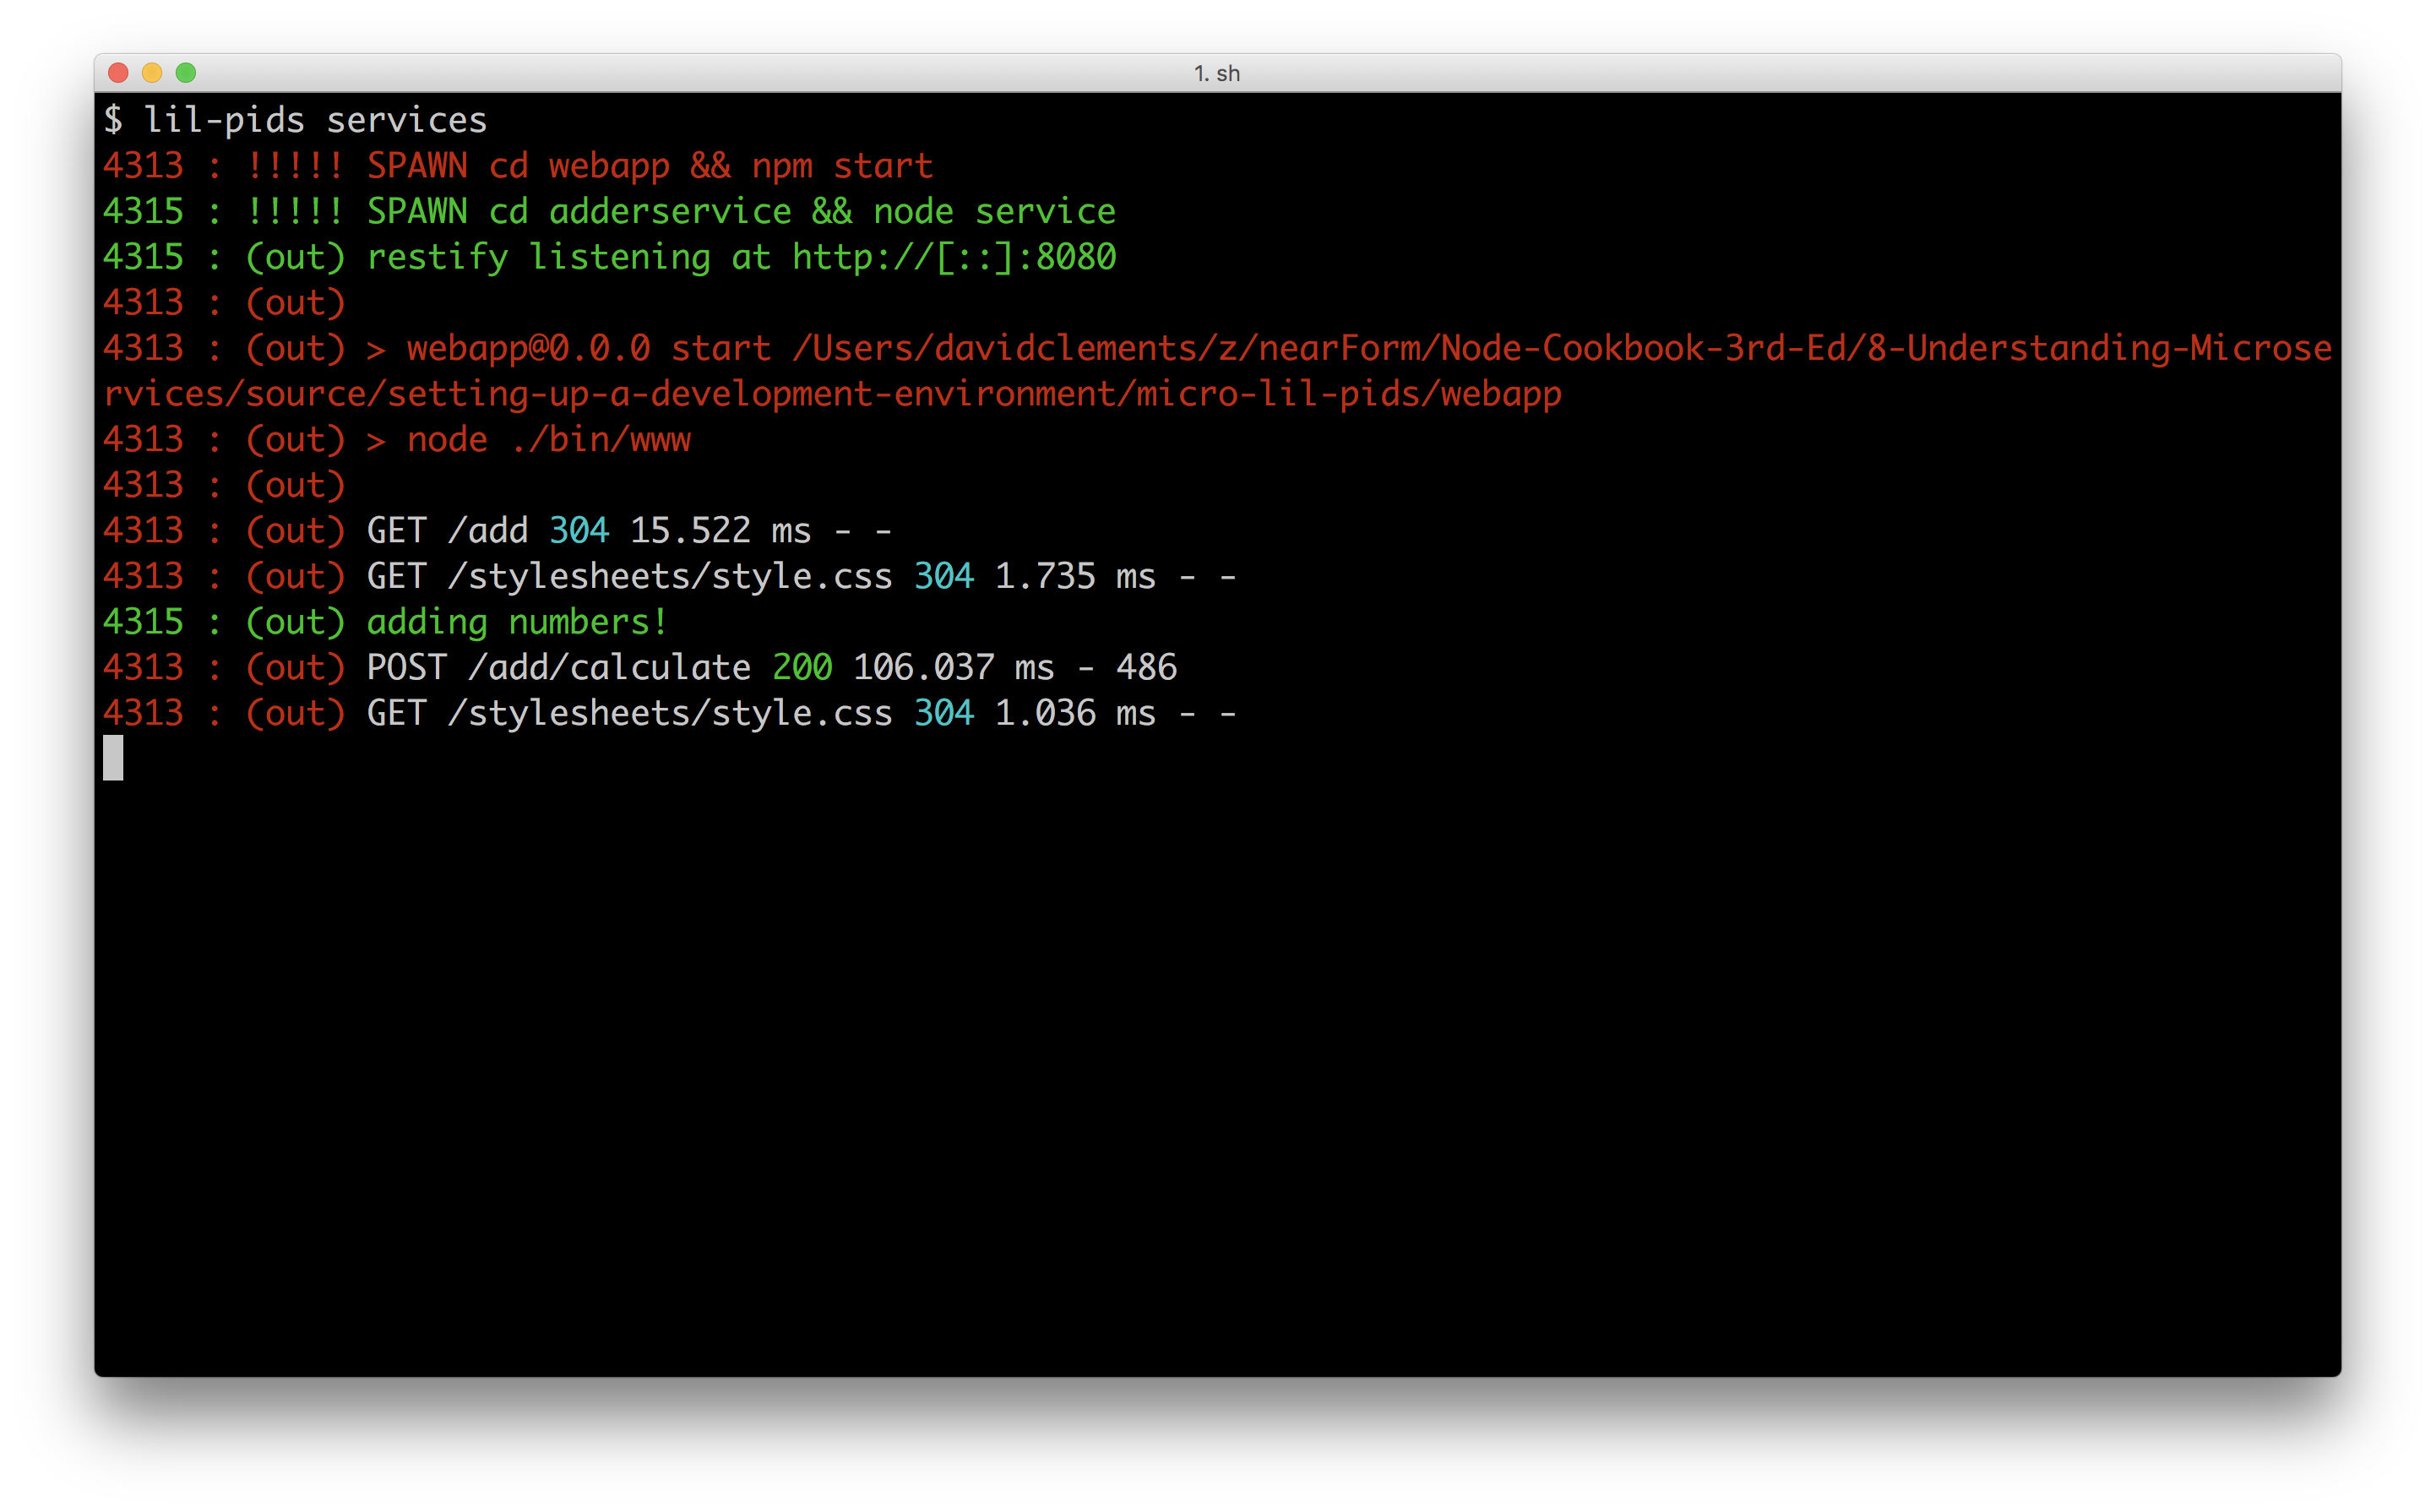 1. sh
$ lil-pids services
4313 : !!!!! SPAWN cd webapp && npm start
4315 : !!!!! SPAWN cd adderservice && node service
4315 : (out) restify listening at http://[::]:8080
4313 : (out)
4313 : (out) > webapp@0.0.0 start /Users/davidclements/z/nearForm/Node-Cookbook-3rd-Ed/8-Understanding-Microse
rvices/source/setting-up-a-development-environment/micro-lil-pids/webapp
4313 : (out) > node ./bin/www
4313 : (out)
4313 : (out) GET /add 304 15.522 ms - -
4313 : (out) GET /stylesheets/style.css 304 1.735 ms - -
4315 : (out) adding numbers!
4313 : (out) POST /add/calculate 200 106.037 ms - 486
4313 : (out) GET /stylesheets/style.css 304 1.036 ms - -